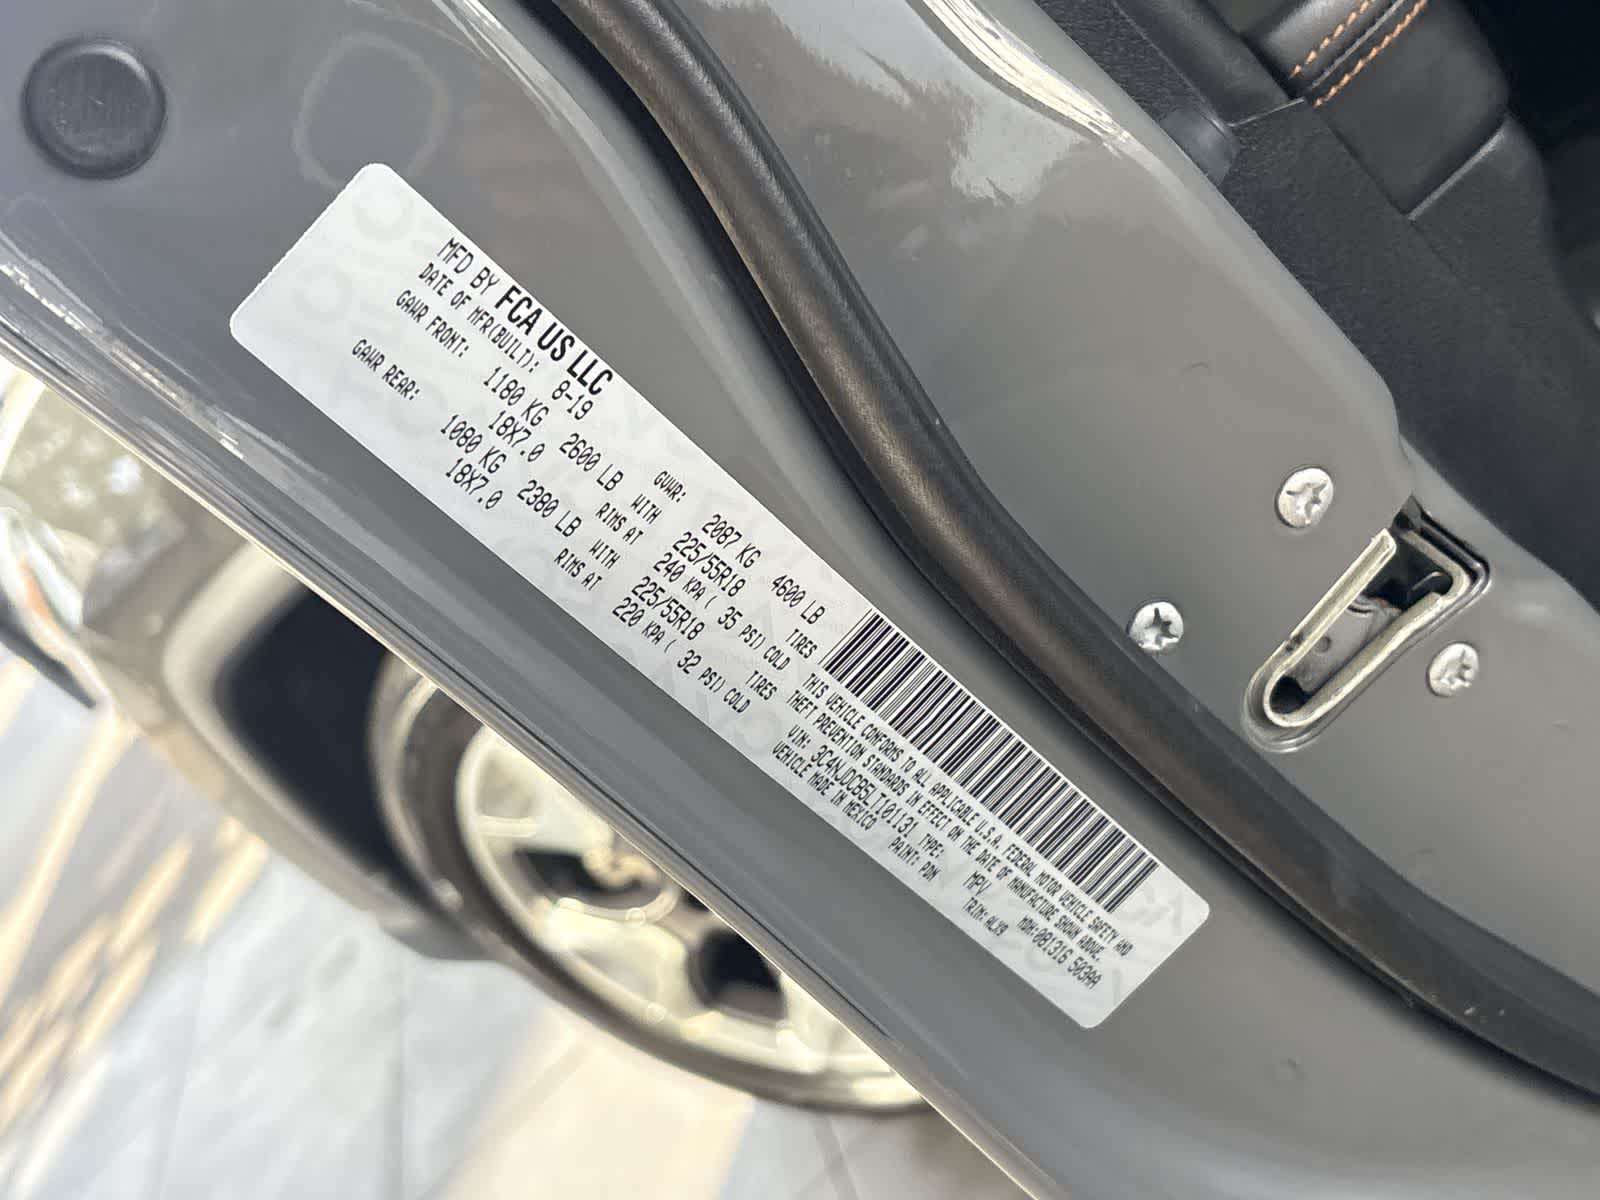 MFD BY FCA US LLC
DATE OF MFR(BUILT): 8-19 GVWR: 2087 KG 4600 LB
GAWR FRONT: 1180 KG 2600 LB WITH 225/55R18 TIRES
18X7.0 RIMS AT 240 KPA ( 35 PSI) COLD
GAWR REAR: 1080 KG 2380 LB WITH 225/55R18 TIRES
18X7.0 RIMS AT 220 KPA ( 32 PSI) COLD
THIS VEHICLE CONFORMS TO ALL APPLICABLE U.S.A. FEDERAL MOTOR VEHICLE SAFETY AND
THEFT PREVENTION STANDARDS IN EFFECT ON THE DATE OF MANUFACTURE SHOWN ABOVE.
VIN: 3C4NJDCB5LT101131 TYPE: MPV MDH:081316 503AA
VEHICLE MADE IN MEXICO PAINT: PDN TRIM: ALX9